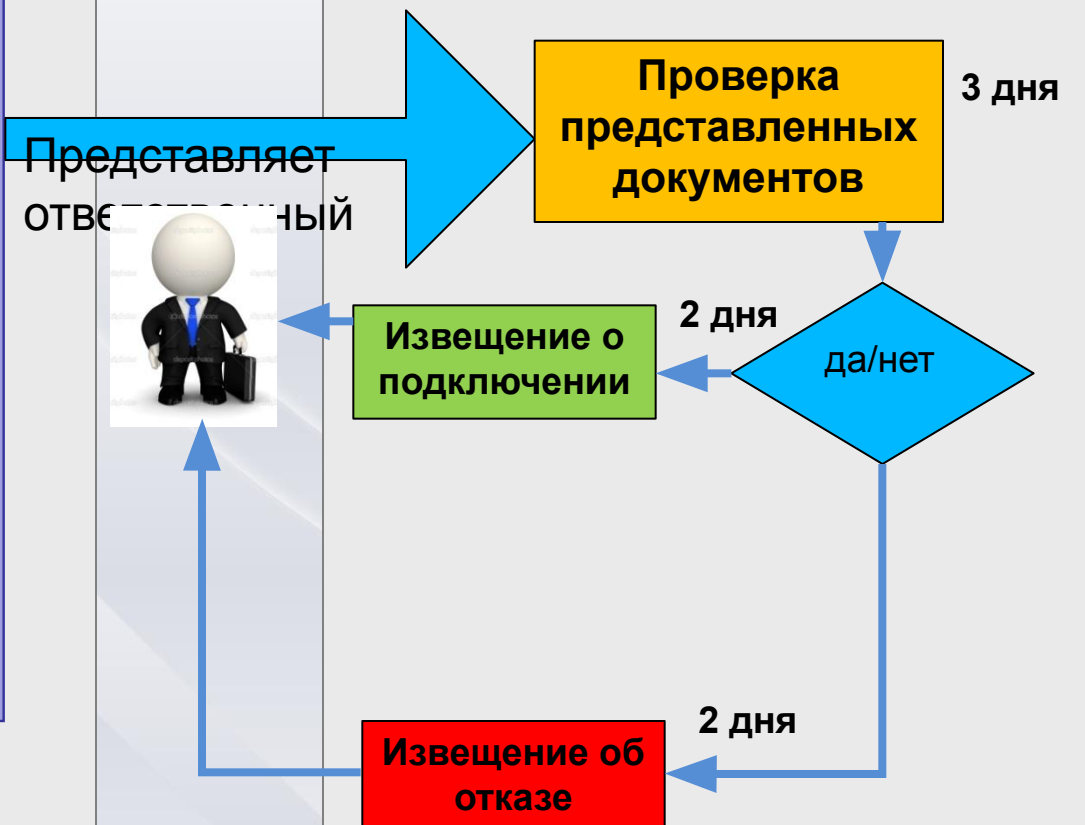 Проверка
представленных
документов
3 дня
Представляет
ответственный
Извещение о
подключении
2 дня
да/нет
2 дня
Извещение об
отказе